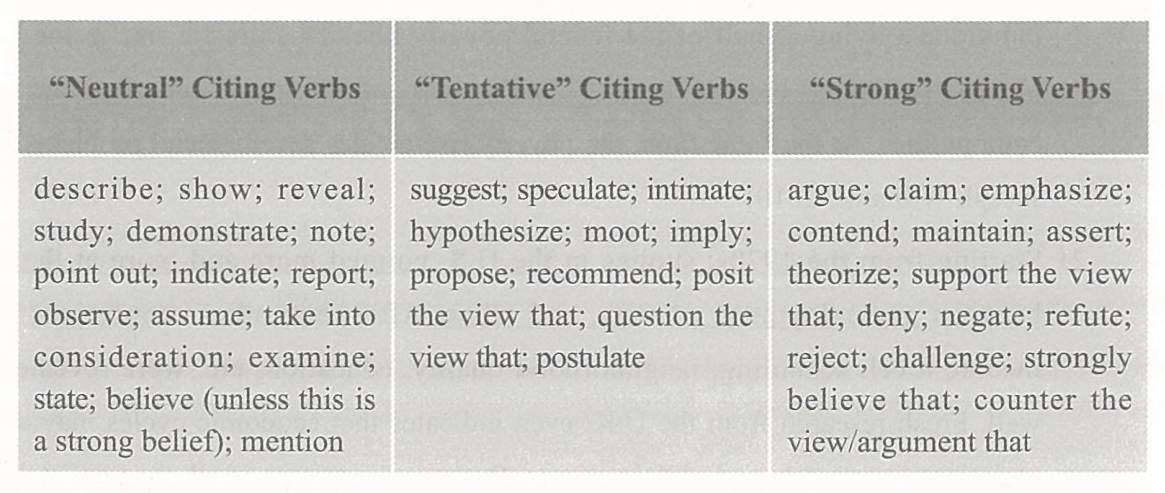 “Neutral” Citing Verbs
“Tentative” Citing Verbs
“Strong” Citing Verbs
describe; show; reveal;
study; demonstrate; note;
point out; indicate; report;
observe; assume; take into
consideration; examine;
state; believe (unless this is
a strong belief); mention
suggest; speculate; intimate;
hypothesize; moot; imply;
propose; recommend; posit
the view that; question the
view that; postulate
argue; claim; emphasize;
contend; maintain; assert;
theorize; support the view
that; deny; negate; refute;
reject; challenge; strongly
believe that; counter the
view/argument that